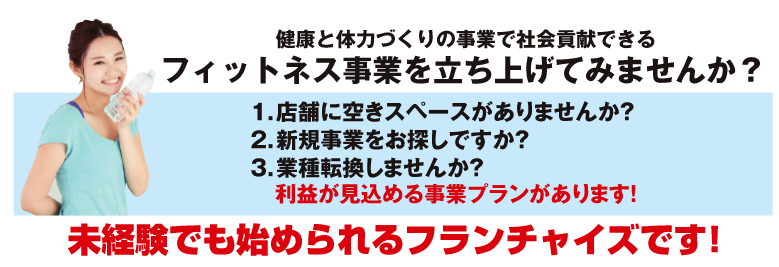 健康と体力づくりの事業で社会貢献できる
フィットネス事業を立ち上げてみませんか？
1.店舗に空きスペースがありませんか?
2.新規事業をお探しですか?
3.業種転換しませんか?
利益が見込める事業プランがあります!
未経験でも始められるフランチャイズです!